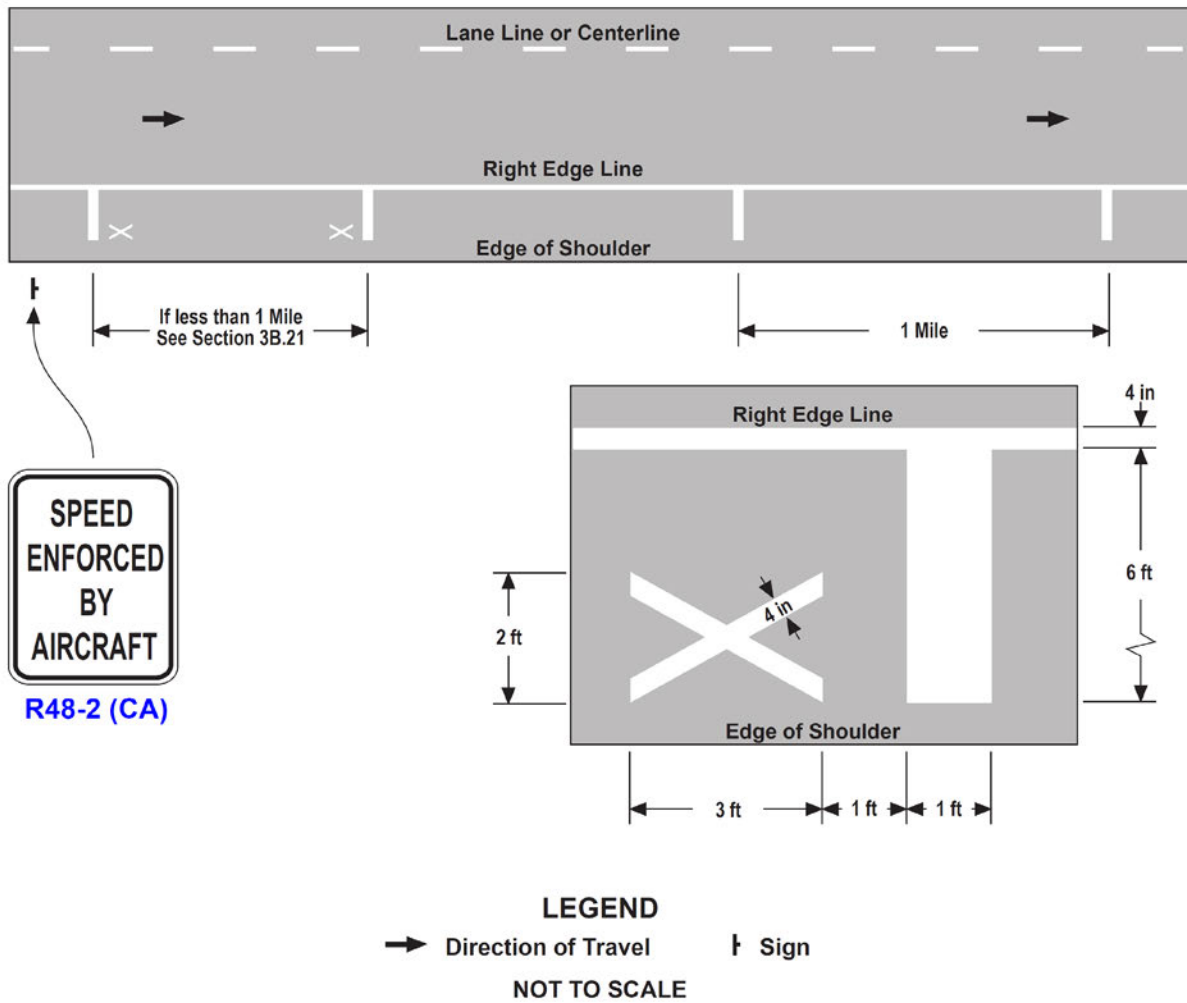 Lane Line or Centerline
Right Edge Line
Edge of Shoulder
If less than 1 Mile
See Section 3B.21
1 Mile
4 in
Right Edge Line
4 in
6 ft
2 ft
Edge of Shoulder
3 ft
1 ft
1 ft
SPEED
ENFORCED
BY
AIRCRAFT
R48-2 (CA)
LEGEND
Direction of Travel
Sign
NOT TO SCALE